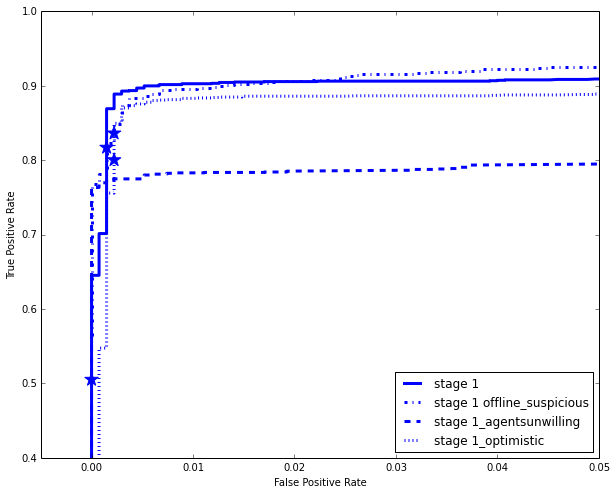 1.0
0.9
0.8
0.7
0.6
0.5
0.4
True Positive Rate
0.00
0.01
0.02
0.03
0.04
0.05
False Positive Rate
stage 1
stage 1 offline_suspicious
stage 1_agentsunwilling
stage 1_optimistic